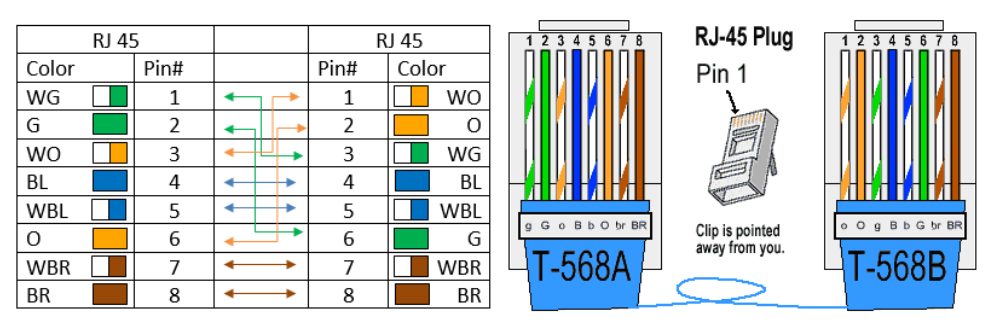 RJ 45 RJ 45
Color Pin# Pin# Color
WG 1 1 WO
G 2 2 O
WO 3 3 WG
BL 4 4 BL
WBL 5 5 WBL
O 6 6 G
WBR 7 7 WBR
BR 8 8 BR
1 2 3 4 5 6 7 8
g G o B b O br BR
T-568A
RJ-45 Plug
Pin 1
Clip is pointed
away from you.
1 2 3 4 5 6 7 8
o O g B b G br BR
T-568B